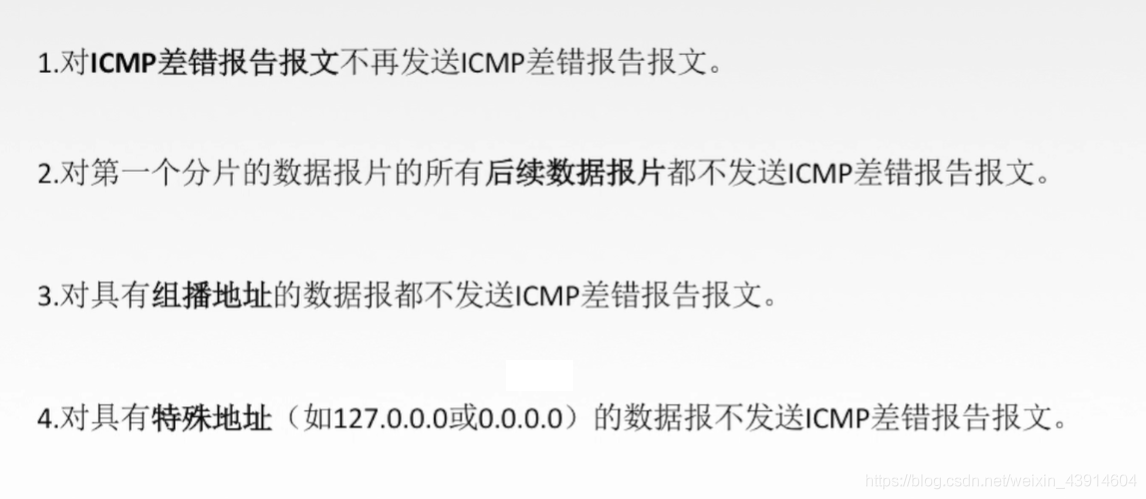 1.对ICMP差错报告报文不再发送ICMP差错报告报文。
2.对第一个分片的数据报片的所有后续数据报片都不发送ICMP差错报告报文。
3.对具有组播地址的数据报都不发送ICMP差错报告报文。
4.对具有特殊地址（如127.0.0.0或0.0.0.0）的数据报不发送ICMP差错报告报文。
https://blog.csdn.net/weixin_43914604